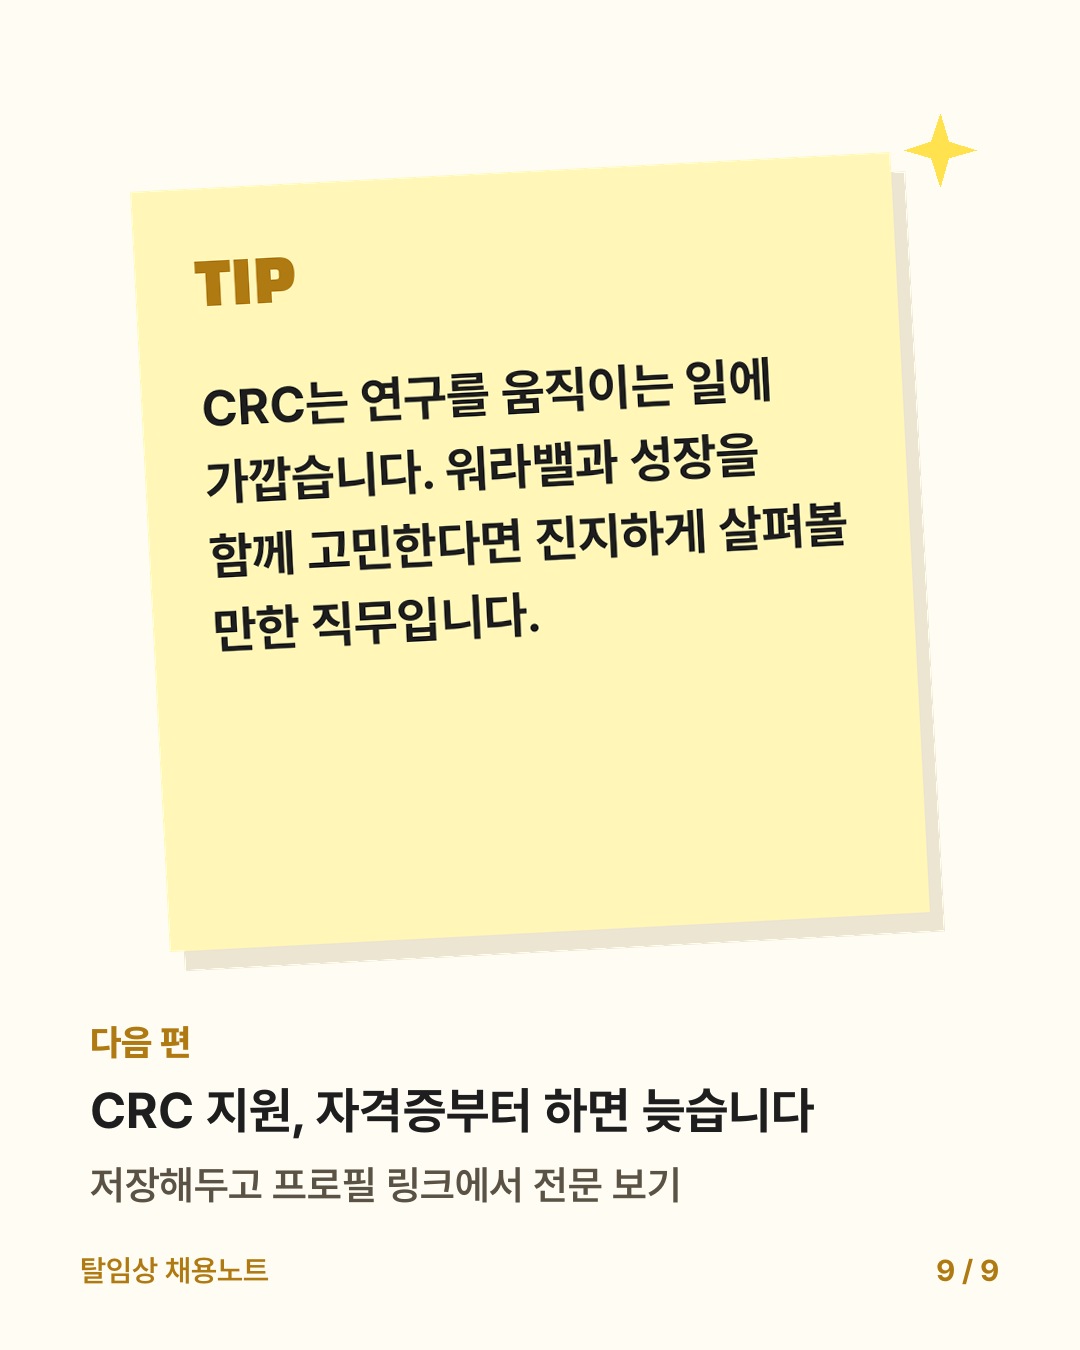 TIP
CRC는 연구를 움직이는 일에
가깝습니다. 워라밸과 성장을
함께 고민한다면 진지하게 살펴볼
만한 직무입니다.
다음 편
CRC 지원, 자격증부터 하면 늦습니다
저장해두고 프로필 링크에서 전문 보기
탈임상 채용노트
9 / 9